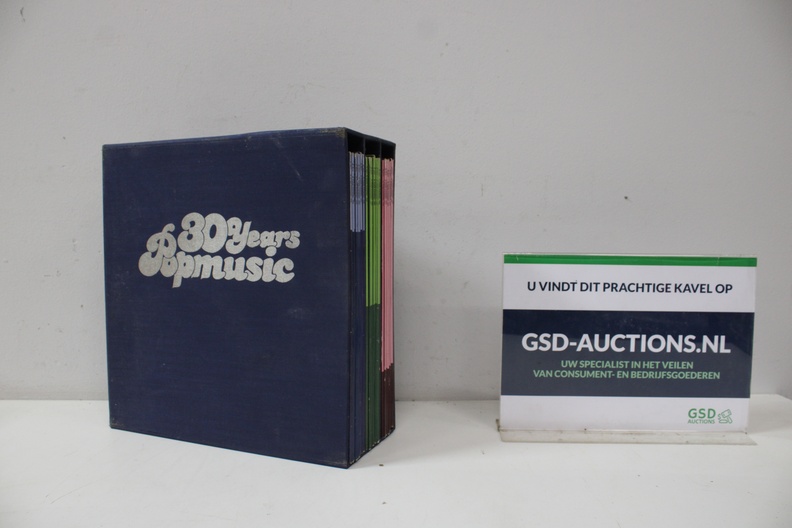 30 Years
Popmusic
U VINDT DIT PRACHTIGE KAVEL OP
GSD-AUCTIONS.NL
UW SPECIALIST IN HET VEILEN
VAN CONSUMENT- EN BEDRIJFSGOEDEREN
GSD
AUCTIONS